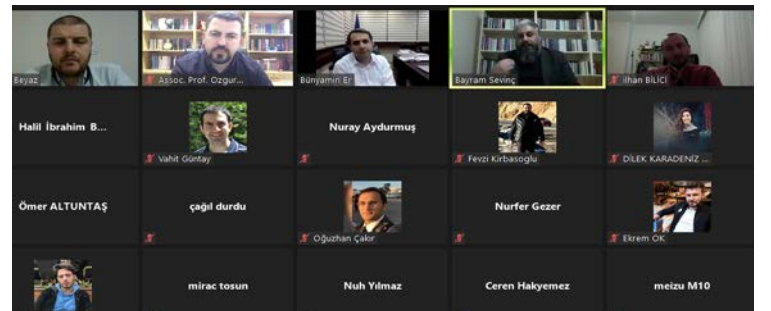 Beyaz
Assoc. Prof. Ozgur...
Bünyamin Er
Bayram Sevinç
ilhan BİLİCİ
Halil İbrahim B...
Vahit Güntay
Nuray Aydurmuş
Fevzi Kirbasoglu
DİLEK KARADENİZ ...
Ömer ALTUNTAŞ
çağıl durdu
Oğuzhan Çakır
Nurfer Gezer
Ekrem OK
mirac tosun
Nuh Yılmaz
Ceren Hakyemez
meizu M10